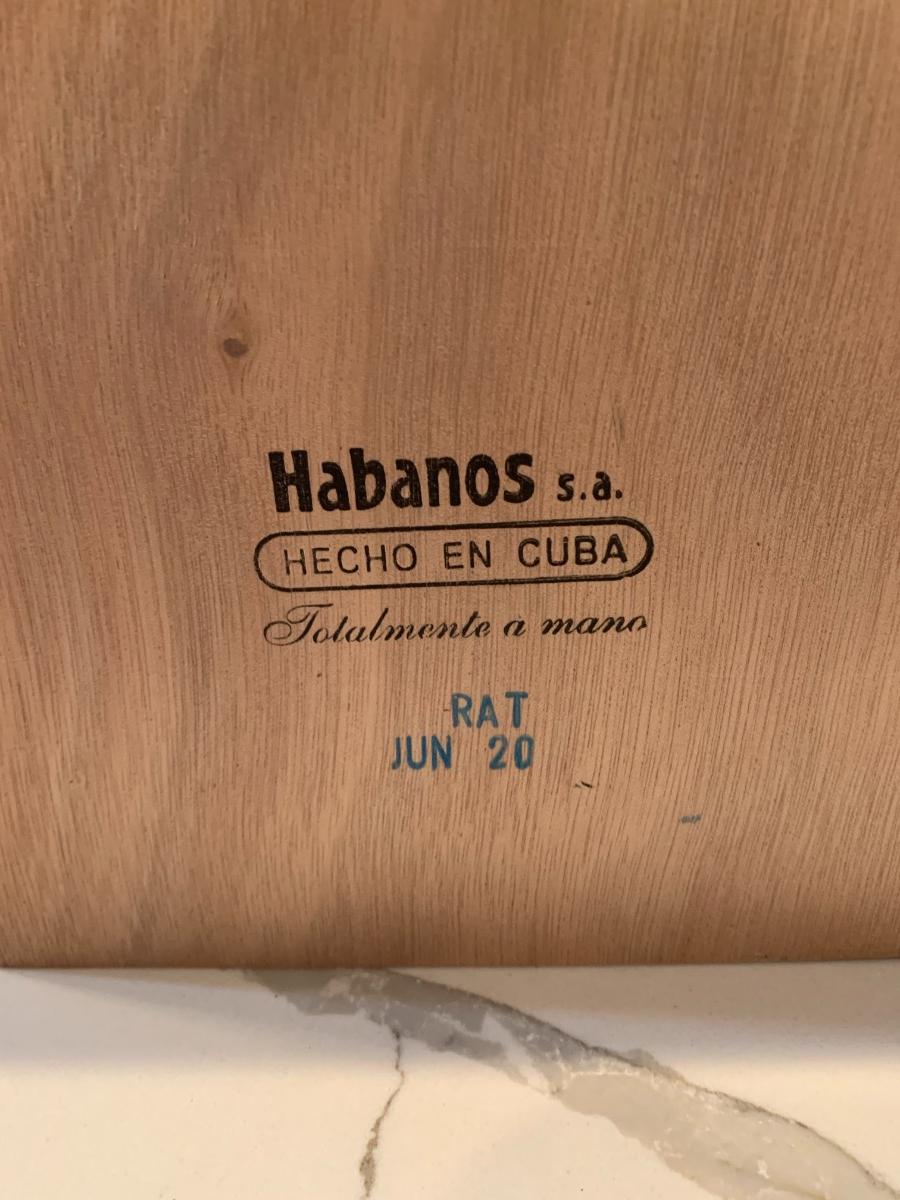 Habanos s.a.
HECHO EN CUBA
Totalmente a mano
RAT
JUN 20